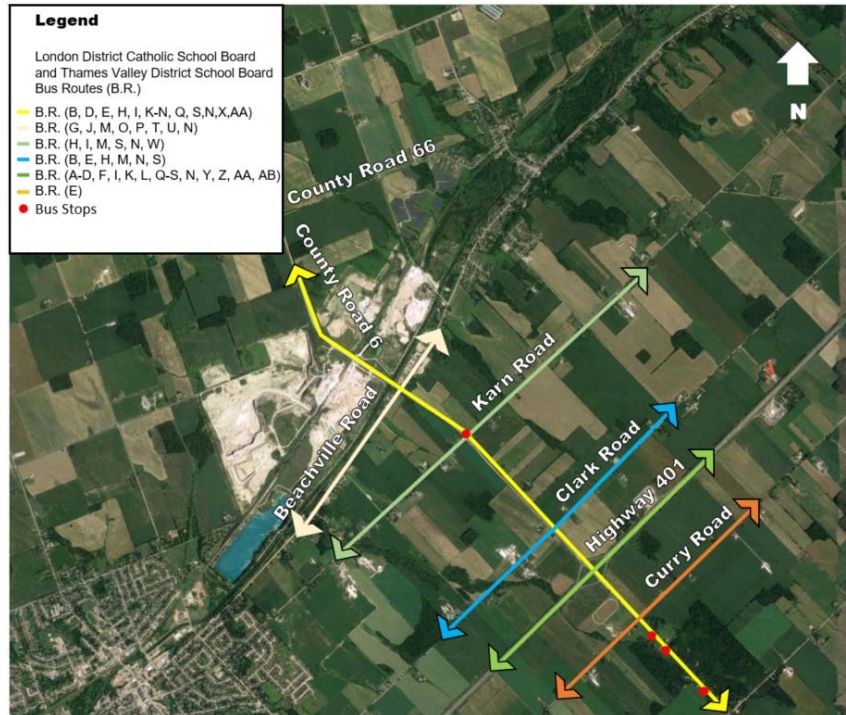 Legend
London District Catholic School Board
and Thames Valley District School Board
Bus Routes (B.R.)
B.R. (B, D, E, H, I, K-N, Q, S,N,X,AA)
B.R. (G, J, M, O, P, T, U, N)
B.R. (H, I, M, S, N, W)
B.R. (B, E, H, M, N, S)
B.R. (A-D, F, I, K, L, Q-S, N, Y, Z, AA, AB)
B.R. (E)
Bus Stops
N
County Road 66
County Road 6
Karn Road
Beachville Road
Clark Road
Highway 401
Curry Road